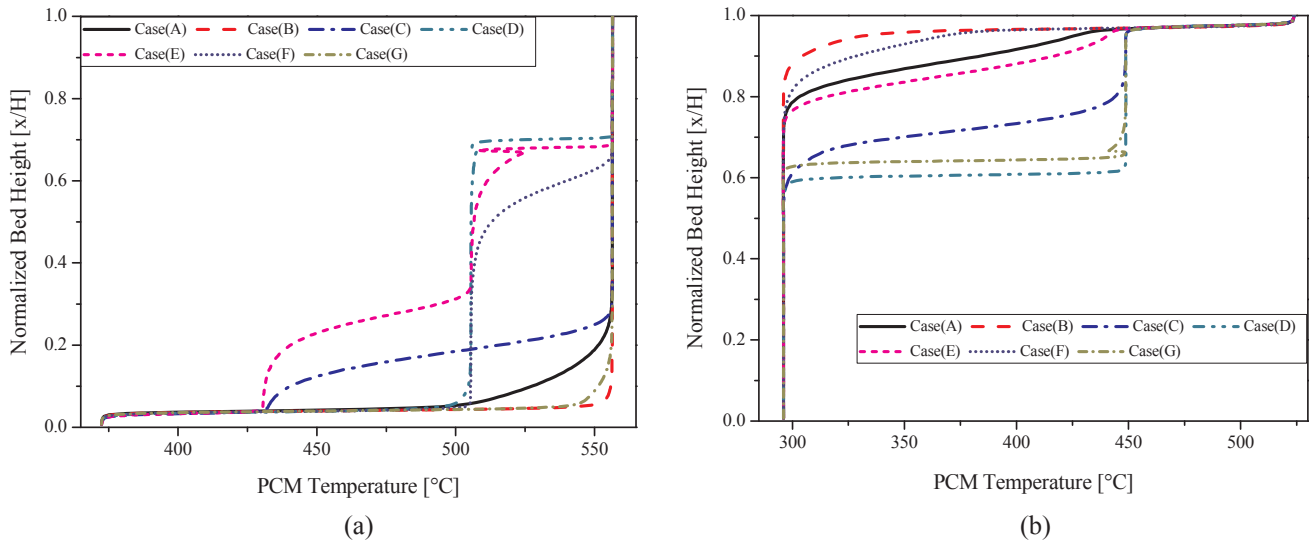 Case(A) Case(B) Case(C) Case(D)
Case(E) Case(F) Case(G)
Normalized Bed Height [x/H]
1.0
0.8
0.6
0.4
0.2
0.0
400 450 500 550
PCM Temperature [°C]
(a)
Normalized Bed Height [x/H]
1.0
0.8
0.6
0.4
0.2
0.0
Case(A) Case(B) Case(C) Case(D)
Case(E) Case(F) Case(G)
300 350 400 450 500
PCM Temperature [°C]
(b)